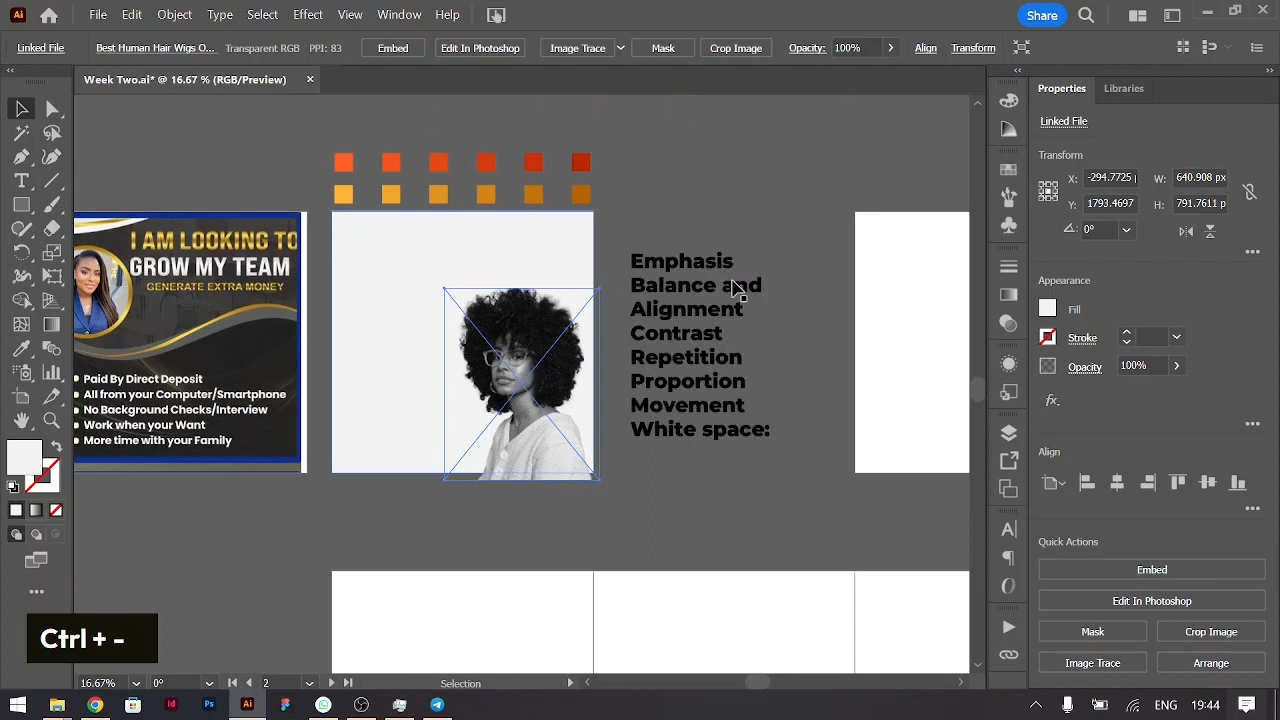 Ai File Edit Object Type Select Effect View Window Help Share
Linked File Best Human Hair Wigs O... Transparent RGB PPI: 83 Embed Edit In Photoshop Image Trace Mask Crop Image Opacity: 100% Align Transform
Week Two.ai* @ 16.67 % (RGB/Preview)
I AM LOOKING TO
GROW MY TEAM
GENERATE EXTRA MONEY
Paid By Direct Deposit
All from your Computer/Smartphone
No Background Checks/Interview
Work when your Want
More time with your Family
Emphasis
Balance and
Alignment
Contrast
Repetition
Proportion
Movement
White space:
Properties Libraries
Linked File
Transform
X: -294.7725 W: 640.908 px
Y: 1793.4697 H: 791.7611 p
0°
Appearance
Fill
Stroke
Opacity 100%
fx.
Align
Quick Actions
Embed
Edit In Photoshop
Mask Crop Image
Image Trace Arrange
Ctrl + -
16.67% 0° 2 Selection
Id Ps Ai ENG 19:44